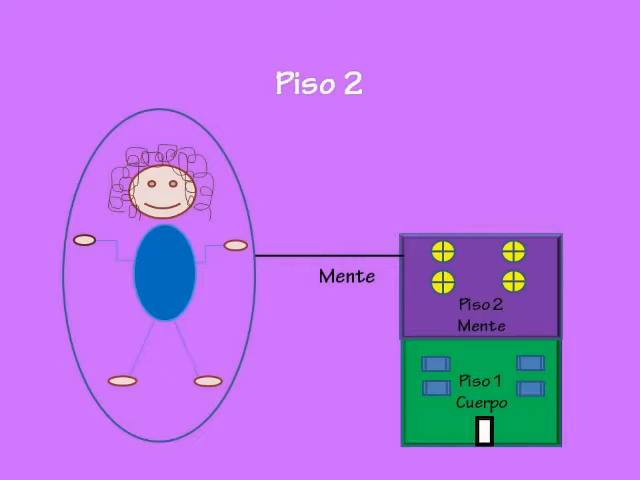 Piso 2
Mente
Piso 2
Mente
Piso 1
Cuerpo